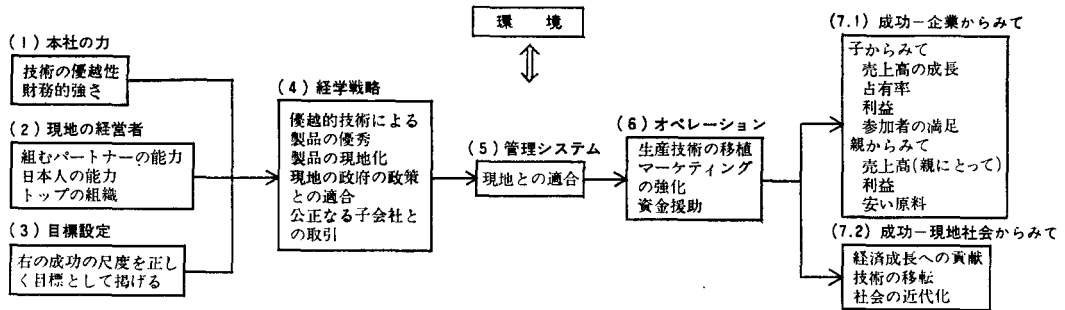 環 境
(1) 本社の力
技術の優越性
財務的強さ
(2) 現地の経営者
組むパートナーの能力
日本人の能力
トップの組織
(3) 目標設定
右の成功の尺度を正し
く目標として掲げる
(4) 経学戦略
優越的技術による
製品の優秀
製品の現地化
現地の政府の政策
との適合
公正なる子会社と
の取引
(5) 管理システム
現地との適合
(6) オペレーション
生産技術の移植
マーケティング
の強化
資金援助
(7.1) 成功−企業からみて
子からみて
売上高の成長
占有率
利益
参加者の満足
親からみて
売上高(親にとって)
利益
安い原料
(7.2) 成功−現地社会からみて
経済成長への貢献
技術の移転
社会の近代化